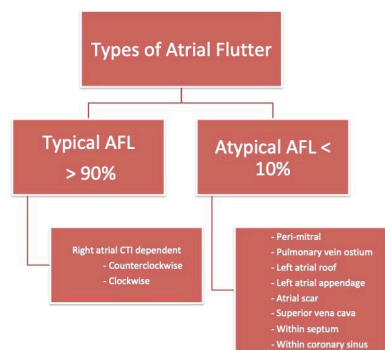 Types of Atrial Flutter
Typical AFL
> 90%
Atypical AFL <
10%
Right atrial CTI dependent
- Counterclockwise
- Clockwise
- Peri-mitral
- Pulmonary vein ostium
- Left atrial roof
- Left atrial appendage
- Atrial scar
- Superior vena cava
- Within septum
- Within coronary sinus